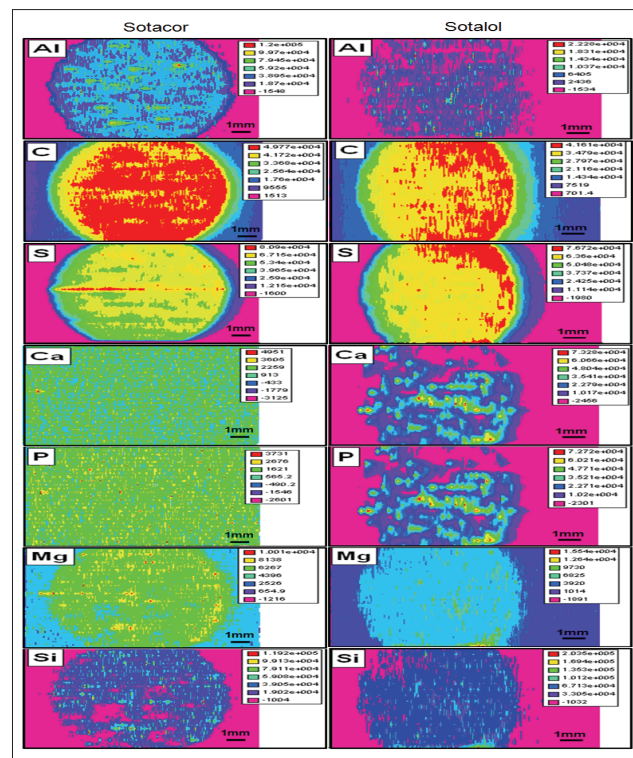 Sotacor
Sotalol
Al
1.2e+005
9.97e+004
7.945e+004
5.92e+004
3.895e+004
1.87e+004
-1548
1mm
Al
2.228e+004
1.831e+004
1.434e+004
1.037e+004
6405
2436
-1534
1mm
C
4.977e+004
4.172e+004
3.368e+004
2.564e+004
1.76e+004
9555
1513
1mm
C
4.161e+004
3.479e+004
2.797e+004
2.116e+004
1.434e+004
7519
701.4
1mm
S
8.09e+004
6.715e+004
5.34e+004
3.965e+004
2.59e+004
1.215e+004
-1600
1mm
S
7.672e+004
6.36e+004
5.048e+004
3.737e+004
2.425e+004
1.114e+004
-1980
1mm
Ca
4951
3605
2259
913
-433
-1779
-3125
1mm
Ca
7.328e+004
6.066e+004
4.804e+004
3.541e+004
2.279e+004
1.017e+004
-2456
1mm
P
3731
2676
1621
565.2
-490.2
-1546
-2601
1mm
P
7.272e+004
6.021e+004
4.771e+004
3.521e+004
2.271e+004
1.02e+004
-2301
1mm
Mg
1.001e+004
8138
6267
4396
2526
654.9
-1216
1mm
Mg
1.554e+004
1.264e+004
9730
6825
3920
1014
-1891
1mm
Si
1.192e+005
9.913e+004
7.911e+004
5.908e+004
3.905e+004
1.902e+004
-1004
1mm
Si
2.035e+005
1.694e+005
1.353e+005
1.012e+005
6.713e+004
3.305e+004
-1032
1mm